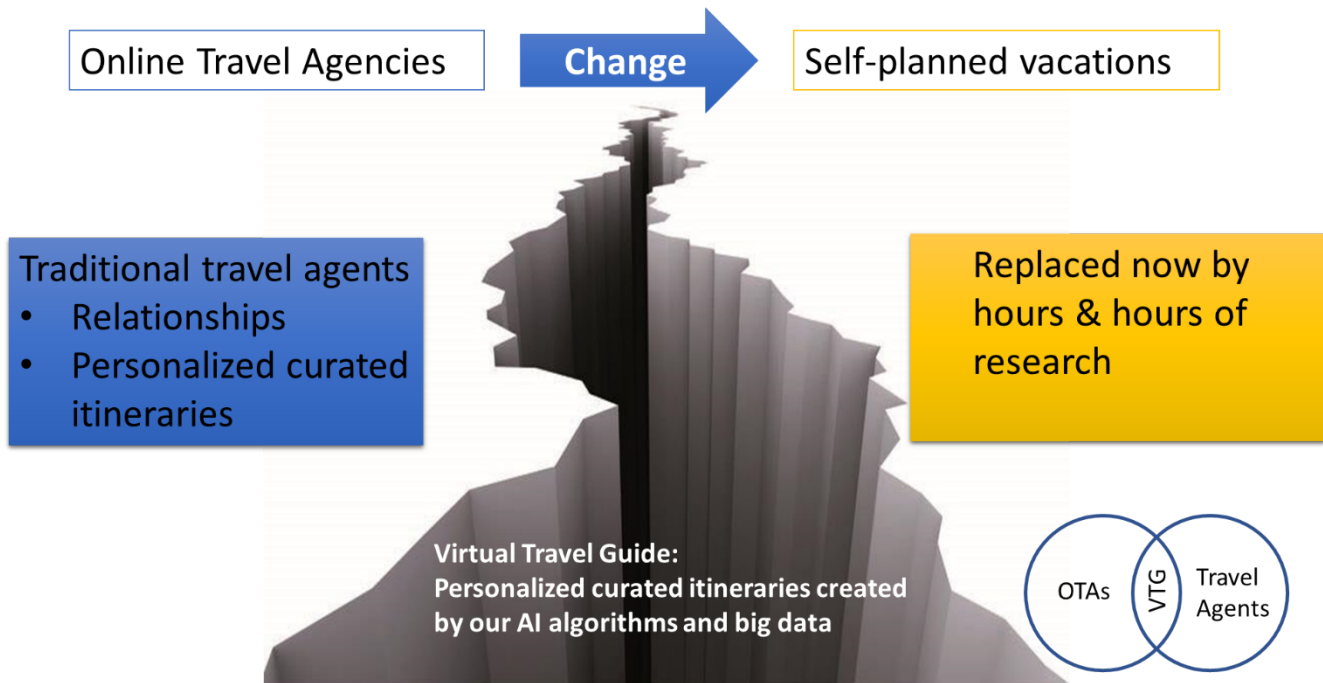 Online Travel Agencies
Change
Self-planned vacations
Traditional travel agents
• Relationships
• Personalized curated
itineraries
Replaced now by
hours & hours of
research
Virtual Travel Guide:
Personalized curated itineraries created
by our AI algorithms and big data
OTAs
VTG
Travel
Agents